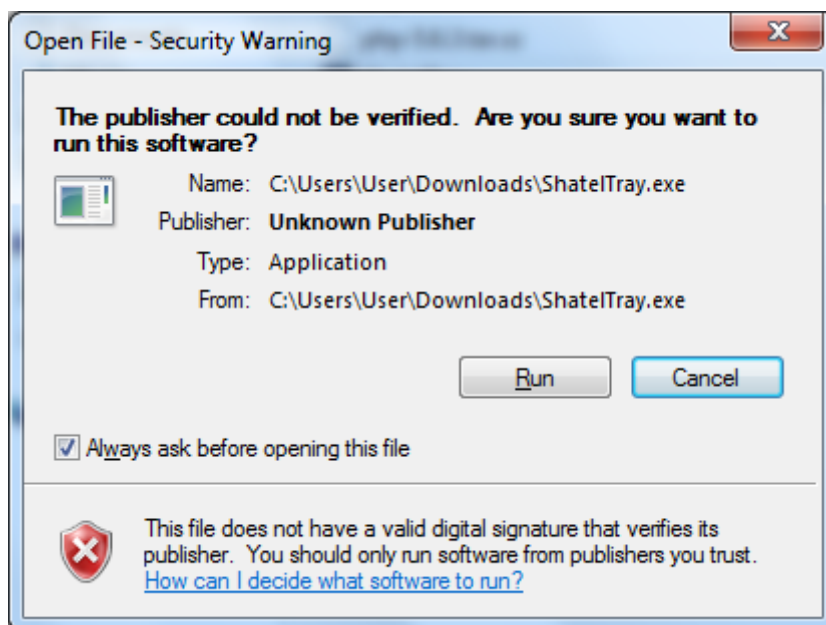 Open File - Security Warning
The publisher could not be verified.  Are you sure you want to
run this software?
Name: C:\Users\User\Downloads\ShatelTray.exe
Publisher: Unknown Publisher
Type: Application
From: C:\Users\User\Downloads\ShatelTray.exe
Run Cancel
Always ask before opening this file
This file does not have a valid digital signature that verifies its
publisher.  You should only run software from publishers you trust.
How can I decide what software to run?